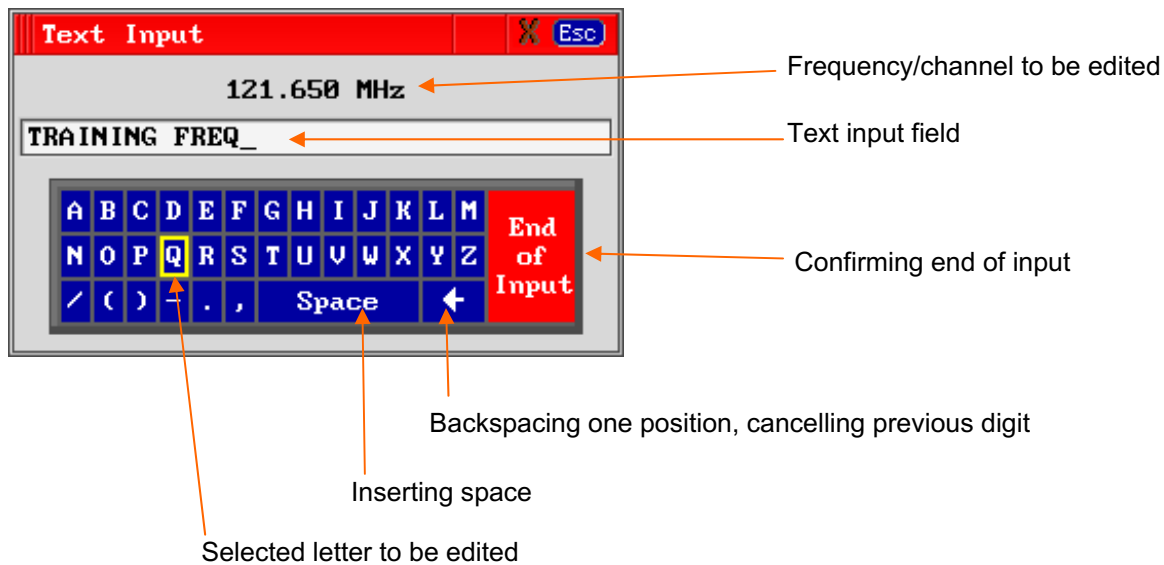 Text Input
Esc
121.650 MHz
Frequency/channel to be edited
TRAINING FREQ_
Text input field
A B C D E F G H I J K L M
N O P Q R S T U V W X Y Z
/ ( ) - . , Space
End
of
Input
Confirming end of input
Backspacing one position, cancelling previous digit
Inserting space
Selected letter to be edited